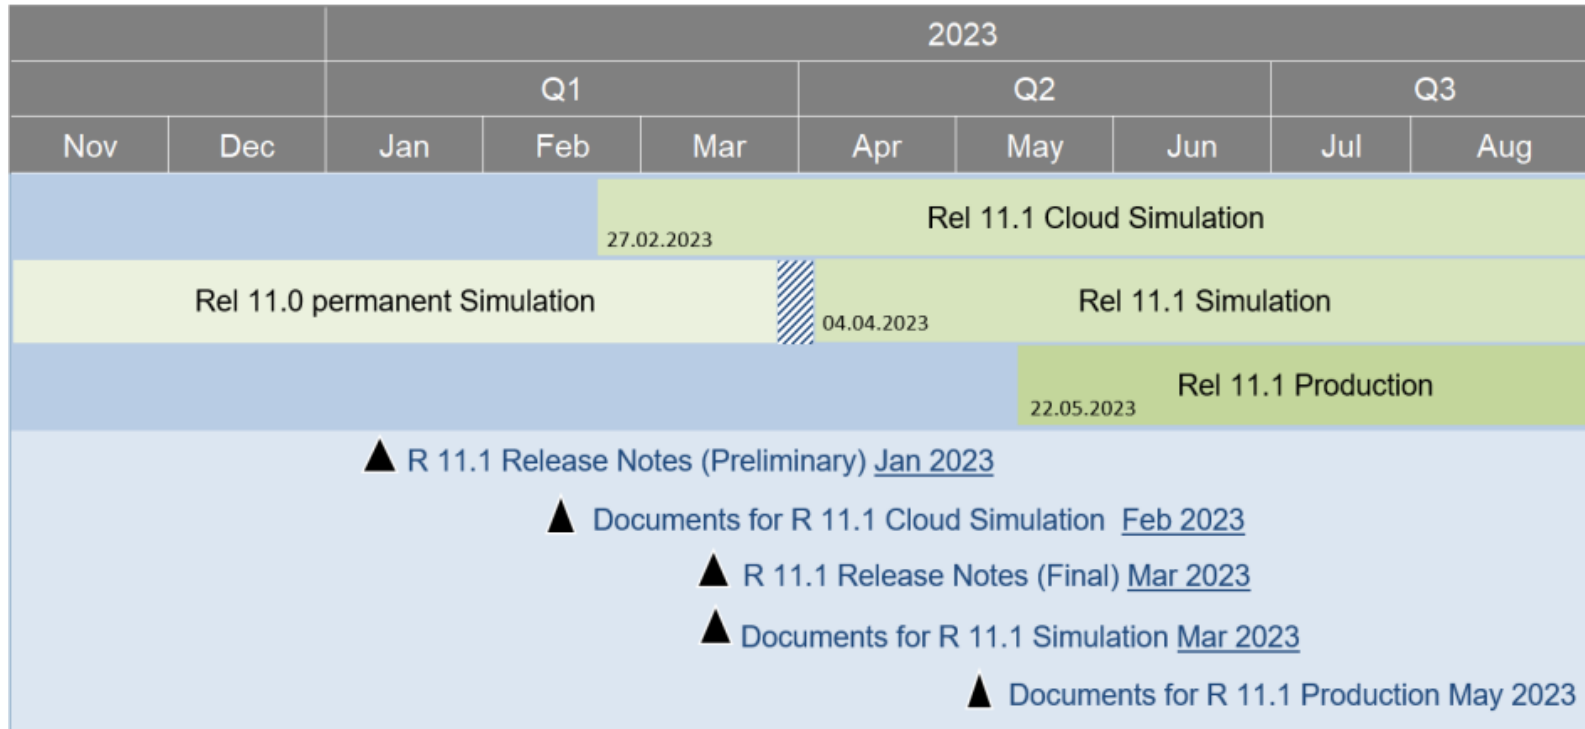 2023
Q1 Q2 Q3
Nov Dec Jan Feb Mar Apr May Jun Jul Aug
Rel 11.1 Cloud Simulation
27.02.2023
Rel 11.0 permanent Simulation
Rel 11.1 Simulation
04.04.2023
Rel 11.1 Production
22.05.2023
R 11.1 Release Notes (Preliminary) Jan 2023
Documents for R 11.1 Cloud Simulation Feb 2023
R 11.1 Release Notes (Final) Mar 2023
Documents for R 11.1 Simulation Mar 2023
Documents for R 11.1 Production May 2023